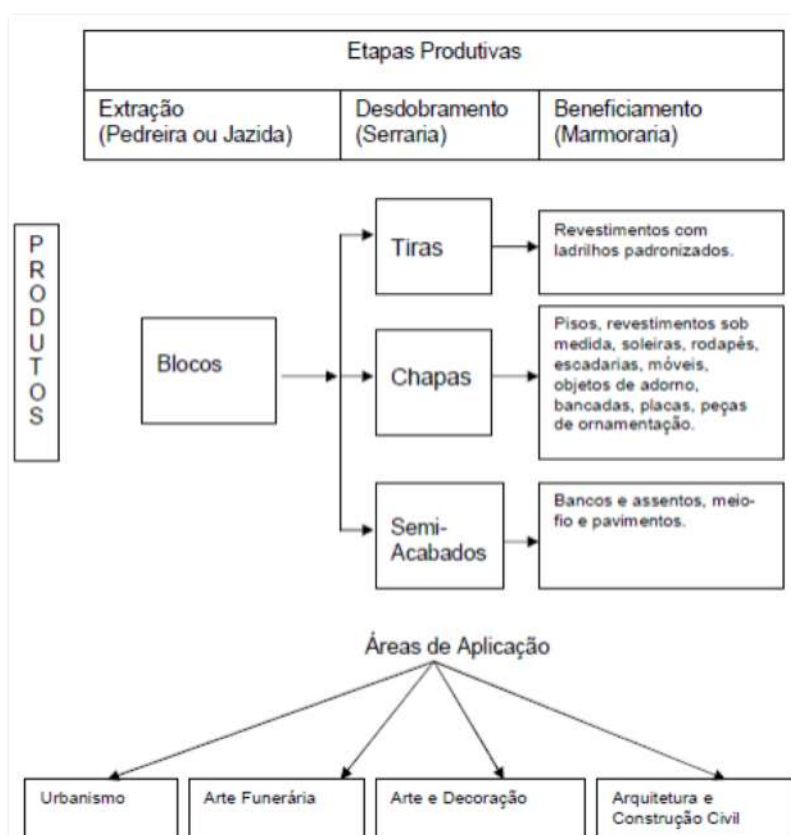 Etapas Produtivas
Extração
(Pedreira ou Jazida)
Desdobramento
(Serraria)
Beneficiamento
(Marmoraria)
PRODUTOS
Blocos
Tiras
Revestimentos com
ladrilhos padronizados.
Chapas
Pisos, revestimentos sob
medida, soleiras, rodapés,
escadarias, móveis,
objetos de adorno,
bancadas, placas, peças
de ornamentação.
Semi-
Acabados
Bancos e assentos, meio-
fio e pavimentos.
Áreas de Aplicação
Urbanismo
Arte Funerária
Arte e Decoração
Arquitetura e
Construção Civil